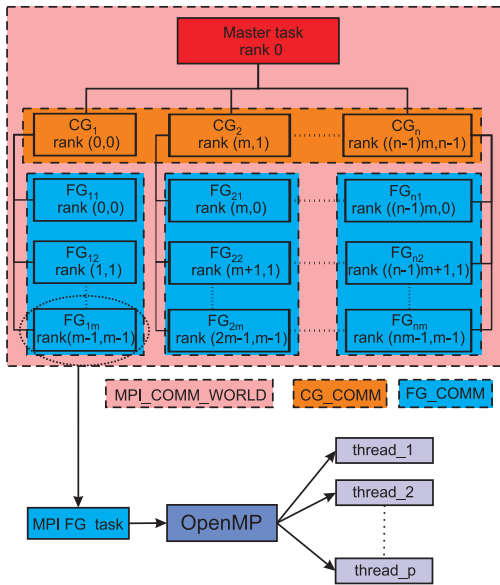 Master task
rank 0
CG1
rank (0,0)
CG2
rank (m,1)
CGn
rank ((n-1)m,n-1)
FG11
rank (0,0)
FG21
rank (m,0)
FGn1
rank ((n-1)m,0)
FG12
rank (1,1)
FG22
rank (m+1,1)
FGn2
rank ((n-1)m+1,1)
FG1m
rank(m-1,m-1)
FG2m
rank (2m-1,m-1)
FGnm
rank (nm-1,m-1)
MPI_COMM_WORLD
CG_COMM
FG_COMM
thread_1
thread_2
MPI FG task
OpenMP
thread_p